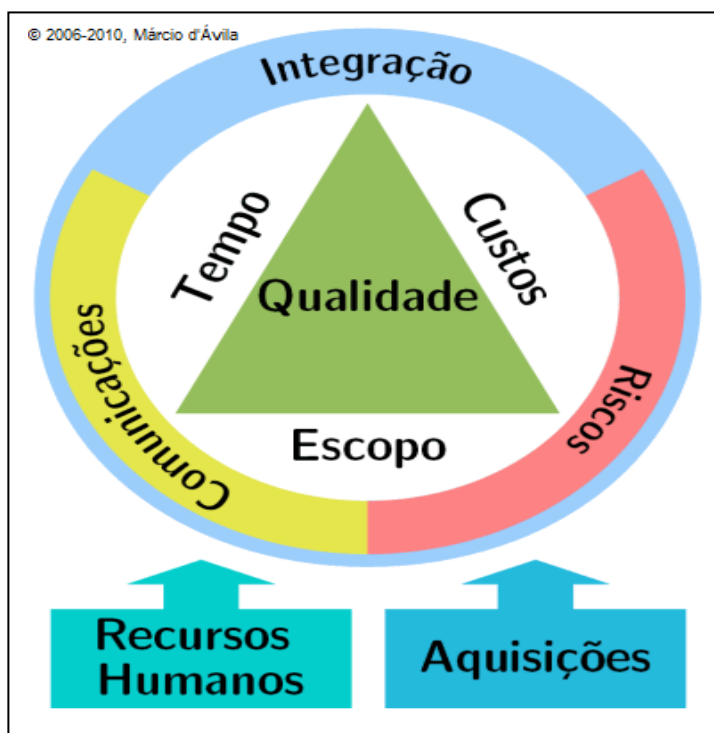 © 2006-2010, Márcio d'Ávila
Integração
Tempo
Custos
Qualidade
Comunicações
Riscos
Escopo
Recursos
Humanos
Aquisições